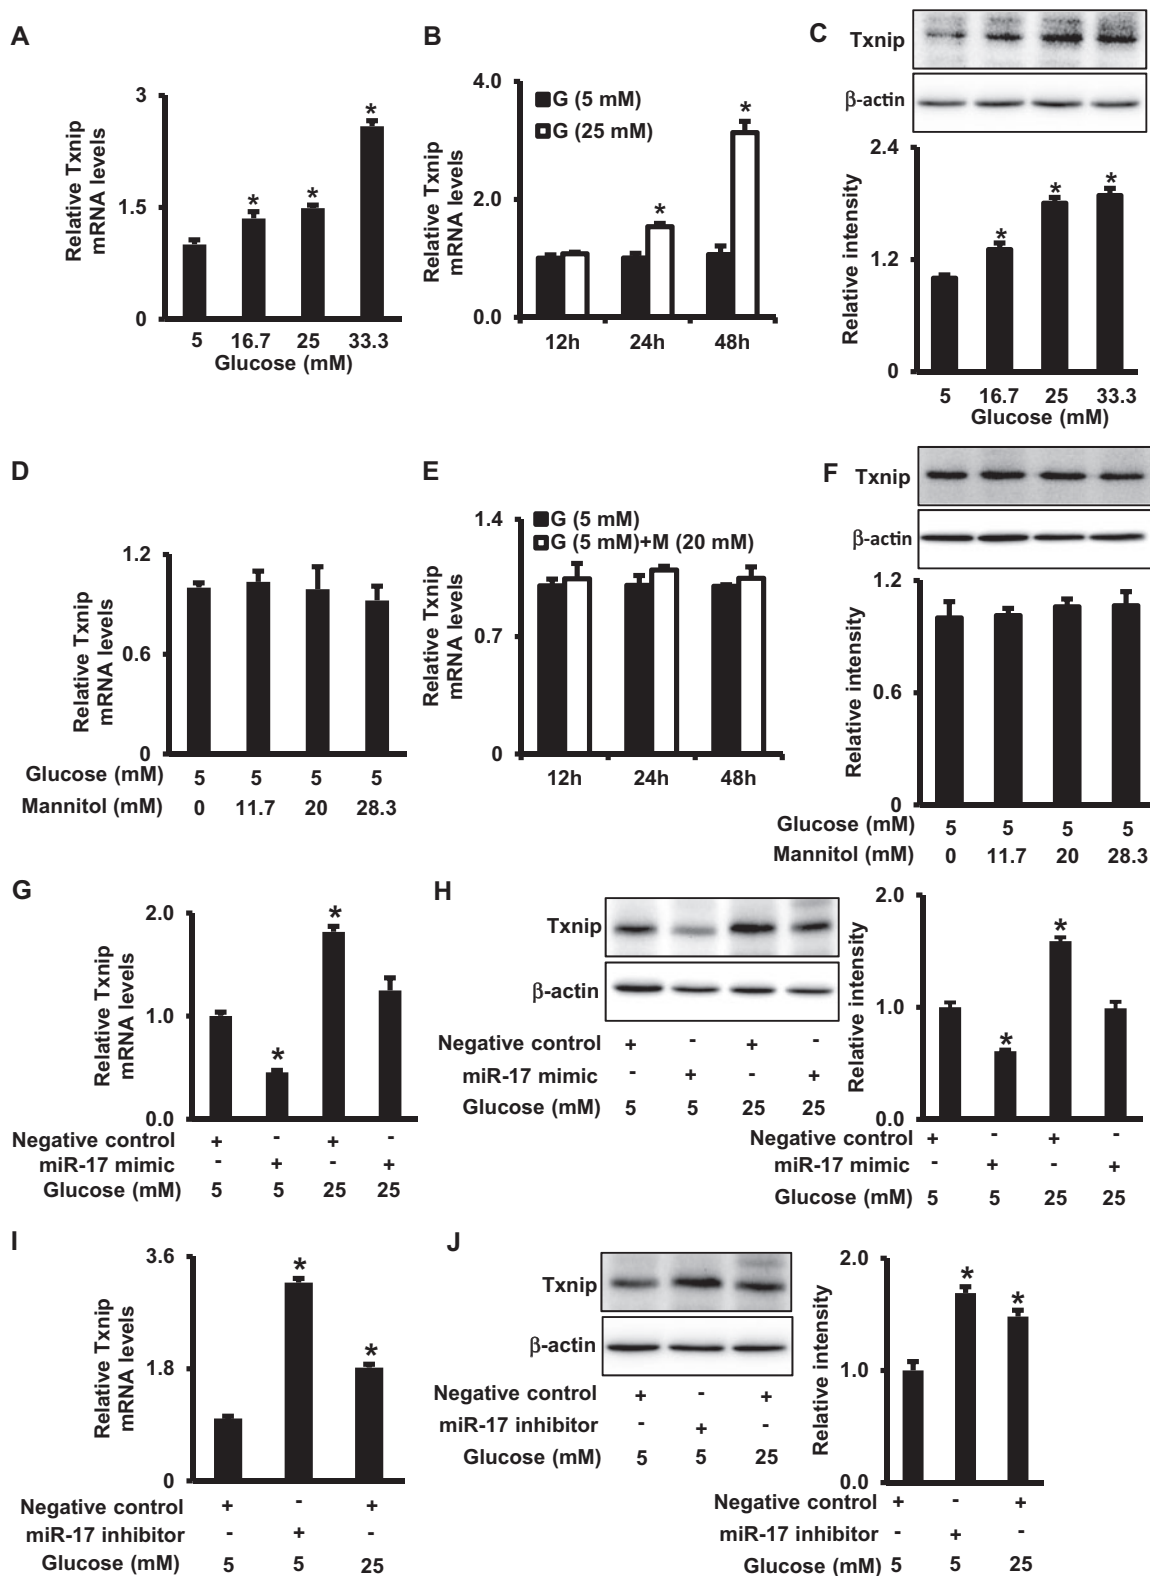 A
3
1.5
0
Relative Txnip
mRNA levels
*
*
*
5 16.7 25 33.3
Glucose (mM)
B
4.0
2.0
0.0
Relative Txnip
mRNA levels
G (5 mM)
G (25 mM)
*
*
12h 24h 48h
C
Txnip
β-actin
2.4
1.2
0
Relative intensity
*
*
*
5 16.7 25 33.3
Glucose (mM)
D
1.2
0.6
0
Relative Txnip
mRNA levels
Glucose (mM) 5 5 5 5
Mannitol (mM) 0 11.7 20 28.3
E
1.4
0.7
0
Relative Txnip
mRNA levels
G (5 mM)
G (5 mM)+M (20 mM)
12h 24h 48h
F
Txnip
β-actin
1.2
0.6
0
Relative intensity
Glucose (mM) 5 5 5 5
Mannitol (mM) 0 11.7 20 28.3
G
2.0
1.0
0.0
Relative Txnip
mRNA levels
*
*
Negative control + - + -
miR-17 mimic - + - +
Glucose (mM) 5 5 25 25
H
Txnip
β-actin
Negative control + - + -
miR-17 mimic - + - +
Glucose (mM) 5 5 25 25
2.0
1.0
0.0
Relative intensity
*
*
Negative control + - + -
miR-17 mimic - + - +
Glucose (mM) 5 5 25 25
I
3.6
1.8
0
Relative Txnip
mRNA levels
*
*
Negative control + - +
miR-17 inhibitor - + -
Glucose (mM) 5 5 25
J
Txnip
β-actin
Negative control + - +
miR-17 inhibitor - + -
Glucose (mM) 5 5 25
2.0
1.0
0.0
Relative intensity
*
*
Negative control + - +
miR-17 inhibitor - + -
Glucose (mM) 5 5 25